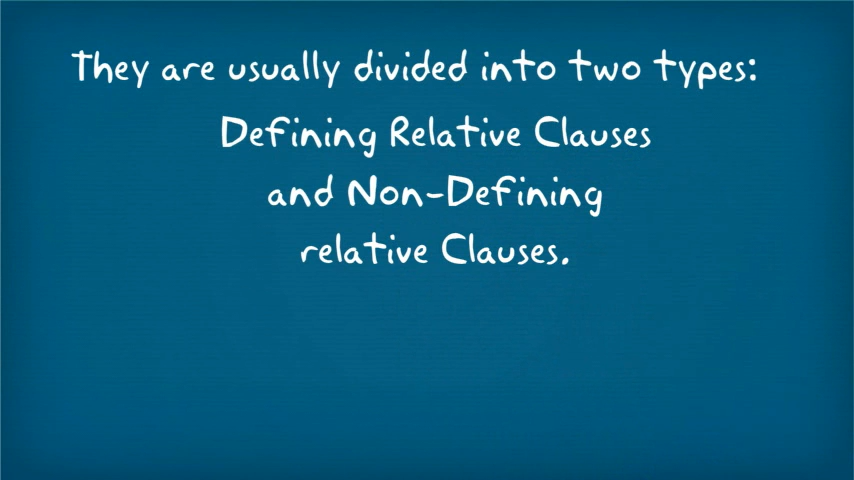 They are usually divided into two types:
Defining Relative Clauses
and Non-Defining
relative Clauses.